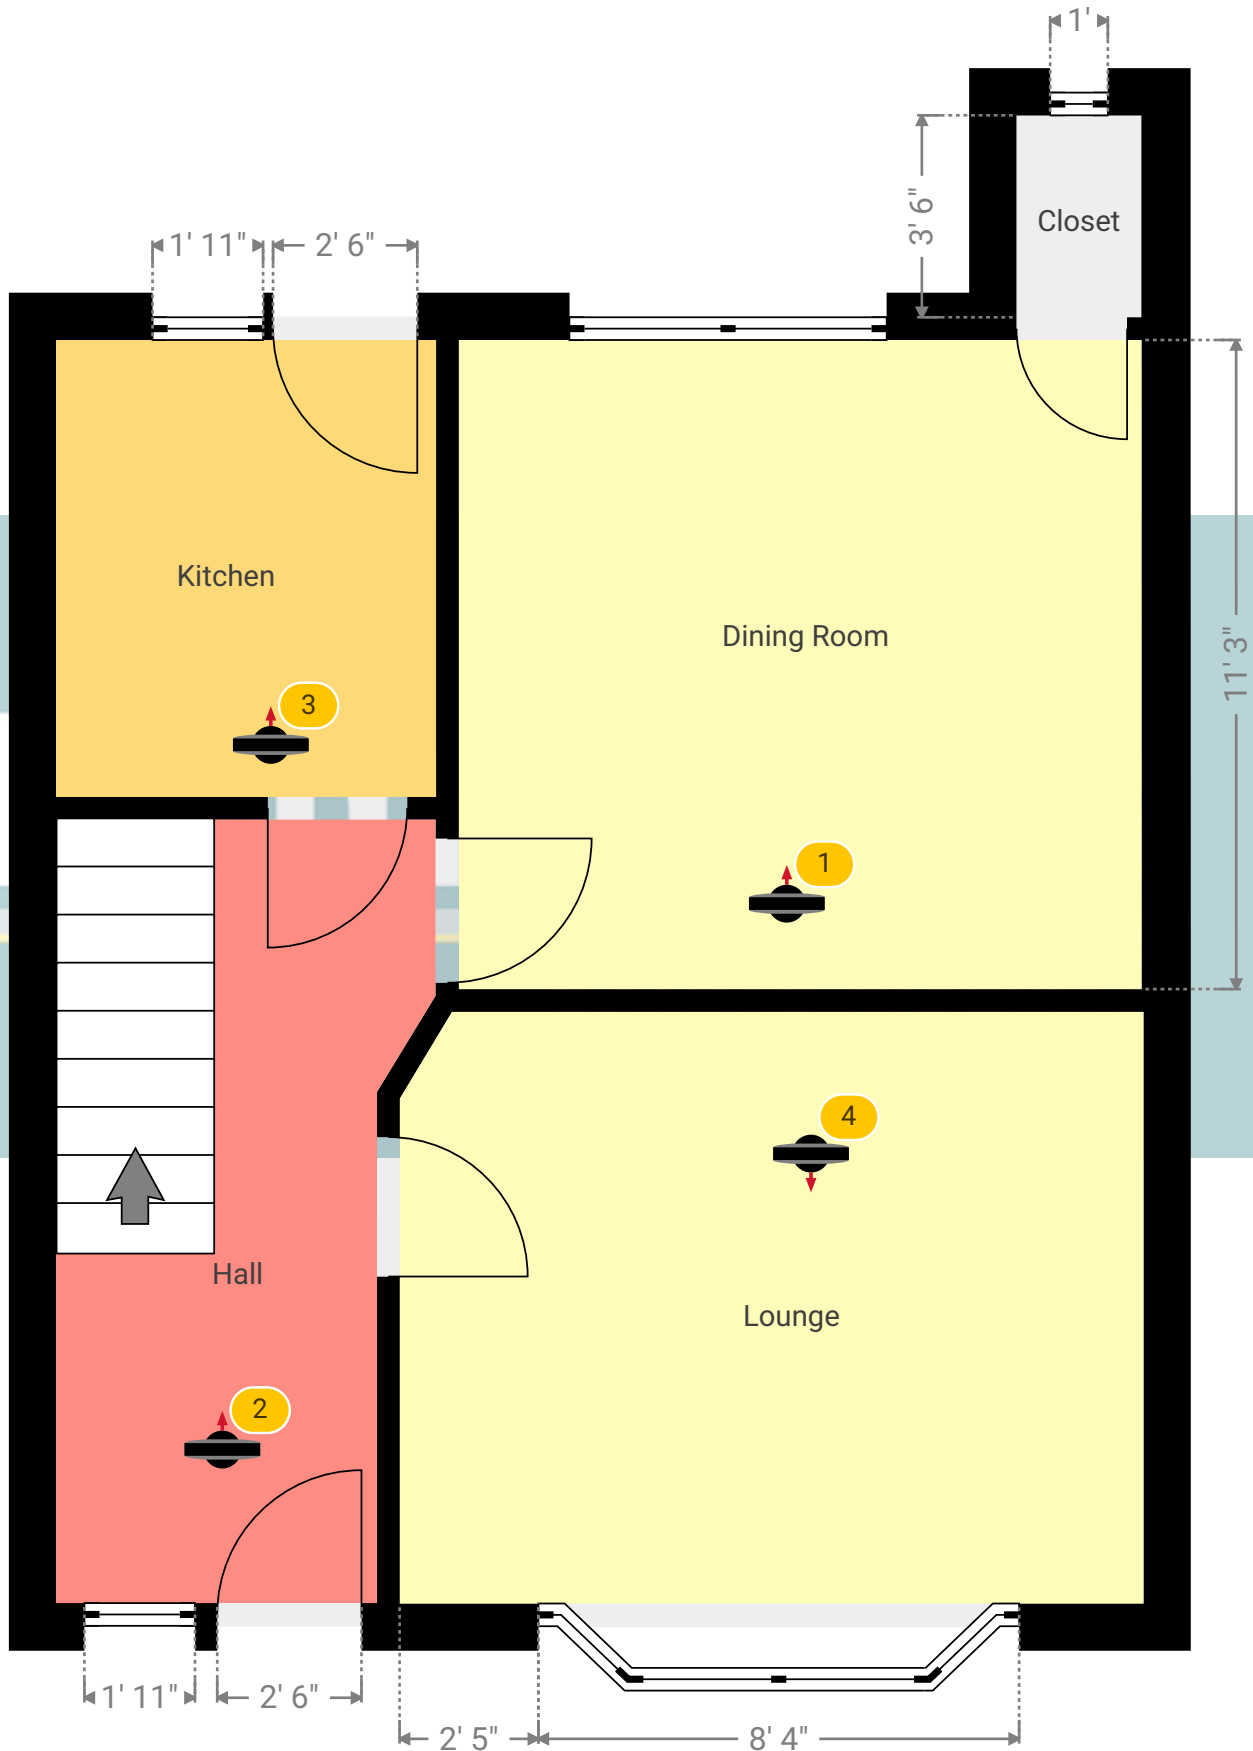 1'
3' 6"
Closet
1' 11"
2' 6"
Kitchen
Dining Room
11' 3"
3
1
4
Hall
Lounge
2
1' 11"
2' 6"
2' 5"
8' 4"